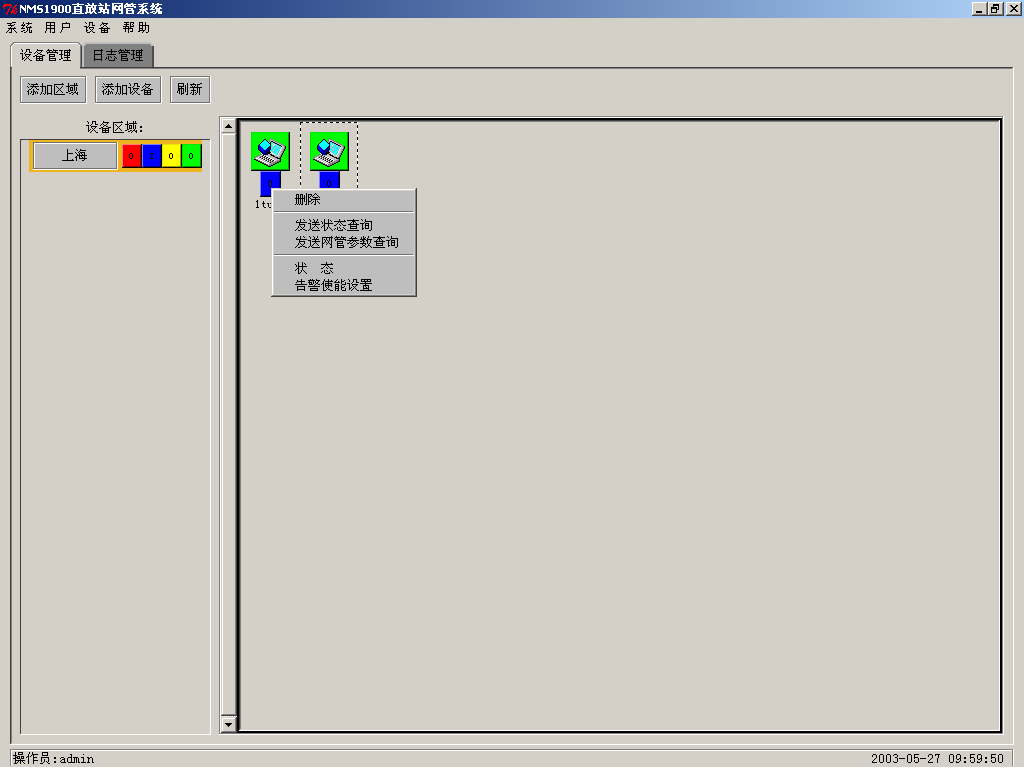 NMS1900直放站网管系统
系统 用户 设备 帮助
设备管理 日志管理
添加区域 添加设备 刷新
设备区域:
上海 0 2 0 0
0 0
ltv
删除
发送状态查询
发送网管参数查询
状 态
告警使能设置
操作员:admin 2003-05-27 09:59:50